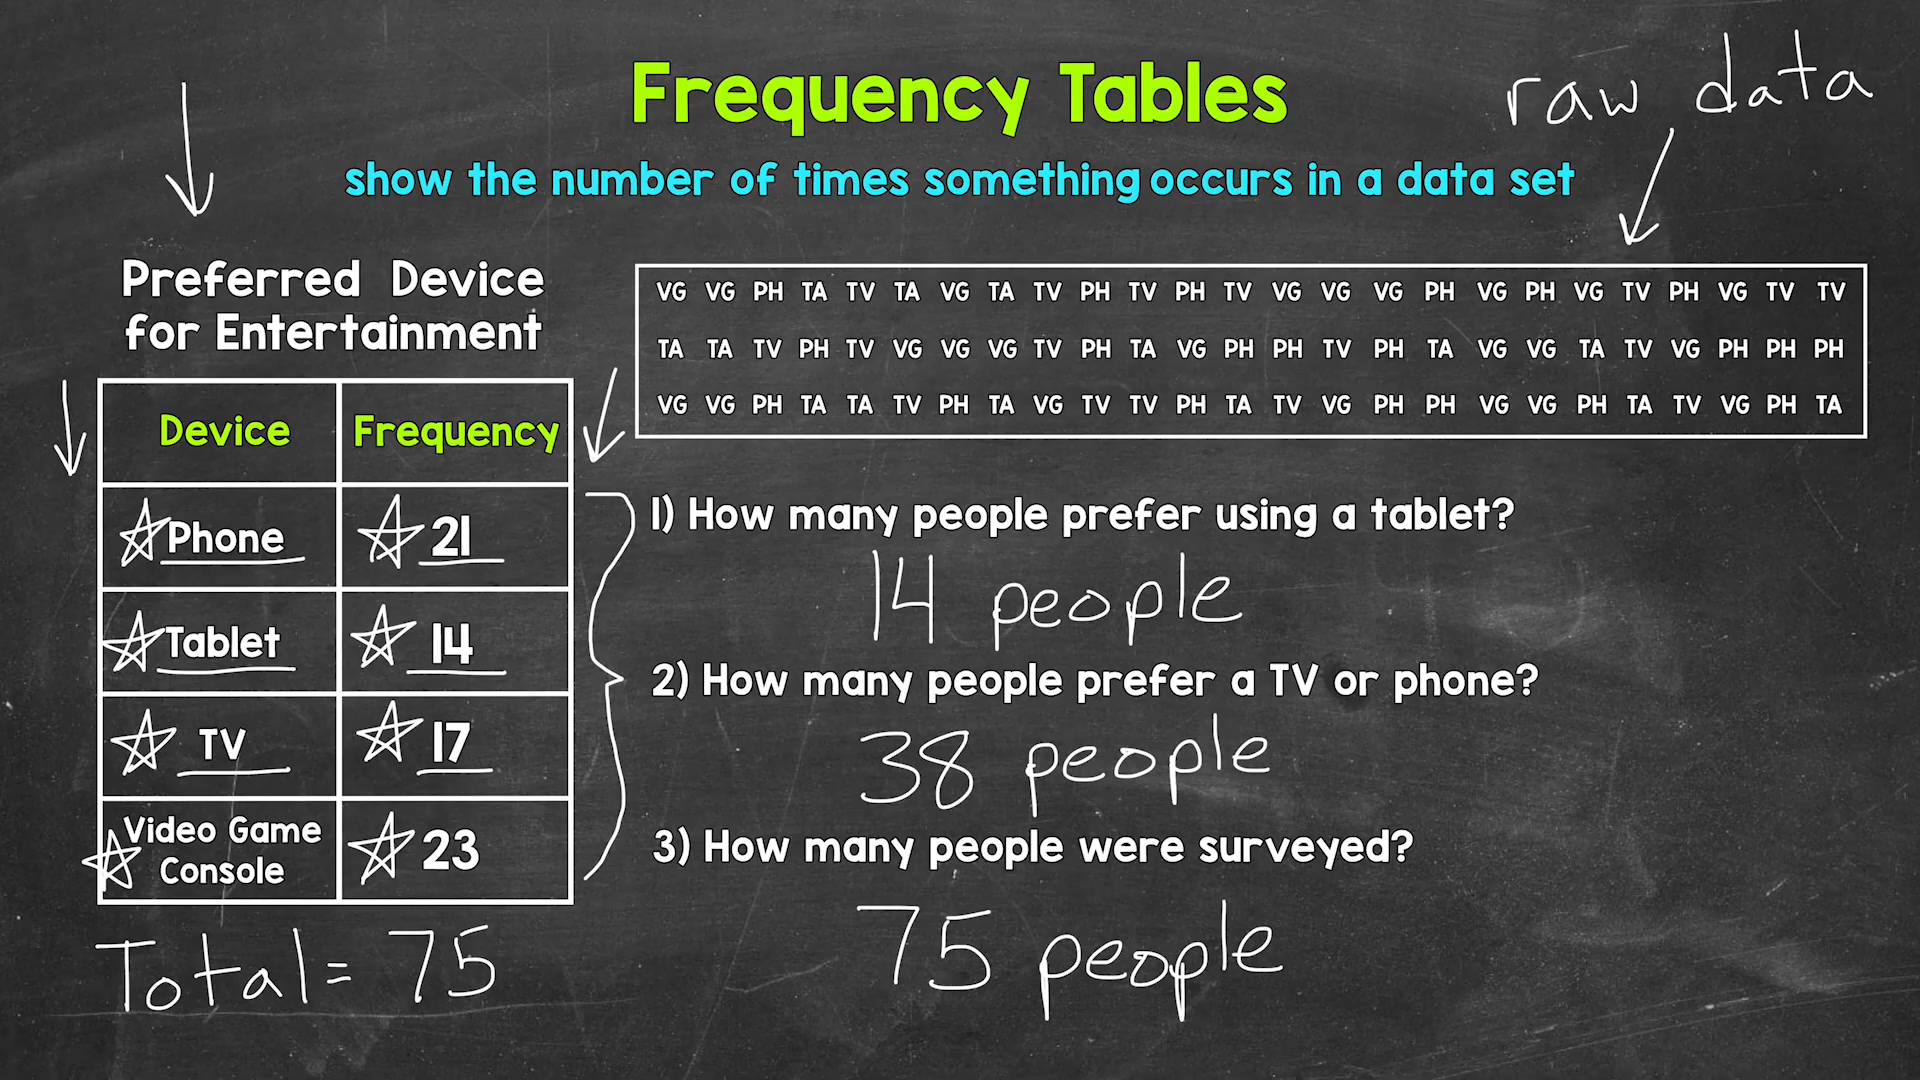 Frequency Tables
raw data
show the number of times something occurs in a data set
Preferred Device
for Entertainment
Device Frequency
Phone 21
Tablet 14
TV 17
Video Game
Console 23
Total = 75
VG VG PH TA TV TA VG TA TV PH TV PH TV VG VG VG PH VG PH VG TV PH VG TV TV
TA TA TV PH TV VG VG VG TV PH TA VG PH PH TV PH TA VG VG TA TV VG PH PH PH
VG VG PH TA TA TV PH TA VG TV TV PH TA TV VG PH PH VG VG PH TA TV VG PH TA
1) How many people prefer using a tablet?
14 people
2) How many people prefer a TV or phone?
38 people
3) How many people were surveyed?
75 people